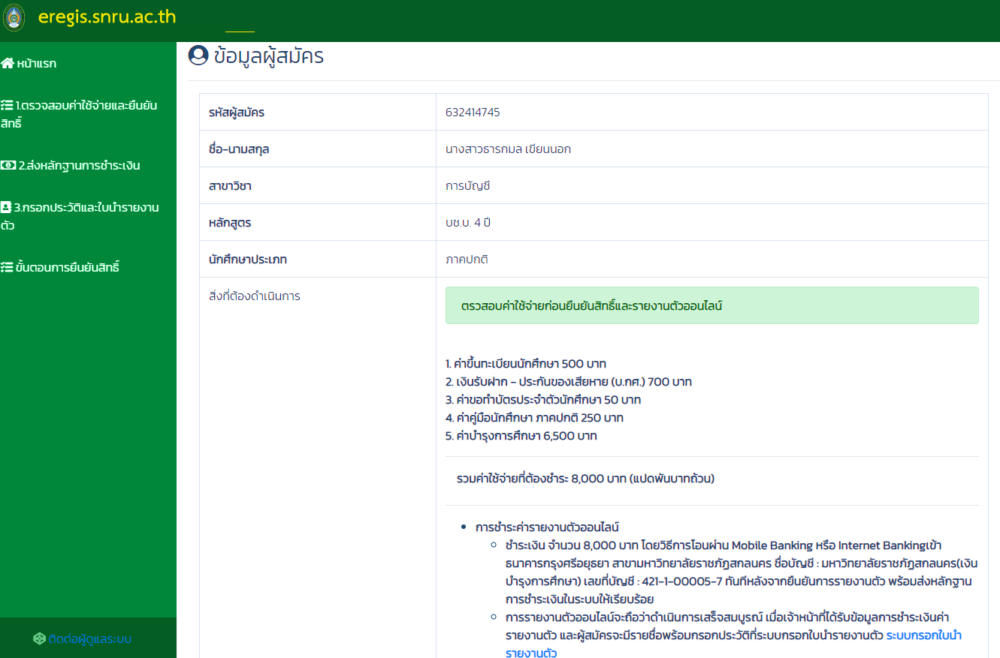 eregis.snru.ac.th
หน้าแรก
1.ตรวจสอบค่าใช้จ่ายและยืนยัน
สิทธิ์
2.ส่งหลักฐานการชำระเงิน
3.กรอกประวัติและใบนำรายงาน
ตัว
ขั้นตอนการยืนยันสิทธิ์
ติดต่อผู้ดูแลระบบ
ข้อมูลผู้สมัคร
รหัสผู้สมัคร 632414745
ชื่อ-นามสกุล นางสาวธารกมล เขียนนอก
สาขาวิชา การบัญชี
หลักสูตร บช.บ. 4 ปี
นักศึกษาประเภท ภาคปกติ
สิ่งที่ต้องดำเนินการ ตรวสอบค่าใช้จ่ายก่อนยืนยันสิทธิ์และรายงานตัวออนไลน์
1. ค่าขึ้นทะเบียนนักศึกษา 500 บาท
2. เงินรับฝาก - ประกันของเสียหาย (บ.กศ.) 700 บาท
3. ค่าขอทำบัตรประจำตัวนักศึกษา 50 บาท
4. ค่าคู่มือนักศึกษา ภาคปกติ 250 บาท
5. ค่าบำรุงการศึกษา 6,500 บาท
รวมค่าใช้จ่ายที่ต้องชำระ 8,000 บาท (แปดพันบาทถ้วน)
การชำระค่ารายงานตัวออนไลน์
ชำระเงิน จำนวน 8,000 บาท โดยวิธีการโอนผ่าน Mobile Banking หรือ Internet Bankingเข้า
ธนาคารกรุงศรีอยุธยา สาขามหาวิทยาลัยราชภัฏสกลนคร ชื่อบัญชี : มหาวิทยาลัยราชภัฏสกลนคร(เงิน
บำรุงการศึกษา) เลขที่บัญชี : 421-1-00005-7 ทันทีหลังจากยืนยันการรายงานตัว พร้อมส่งหลักฐาน
การชำระเงินในระบบให้เรียบร้อย
การรายงานตัวออนไลน์จะถือว่าดำเนินการเสร็จสมบูรณ์ เมื่อเจ้าหน้าที่ได้รับข้อมูลการชำระเงินค่า
รายงานตัว และผู้สมัครจะมีรายชื่อพร้อมกรอกประวัติที่ระบบกรอกใบนำรายงานตัว ระบบกรอกใบนำ
รายงานตัว